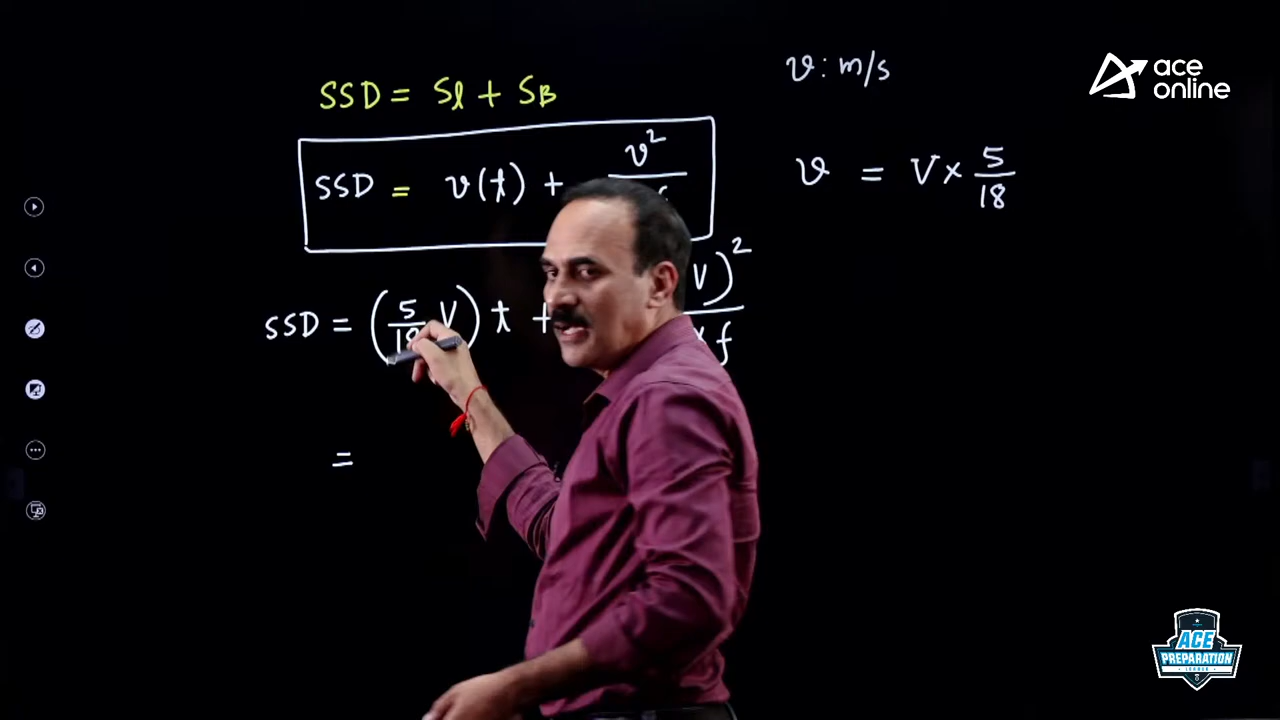 v : m/s
SSD = Sl + SB
SSD = v(t) + v²
v = V × 5/18
SSD = (5/18 V) t + V)² f
=
ace online
ACE
PREPARATION